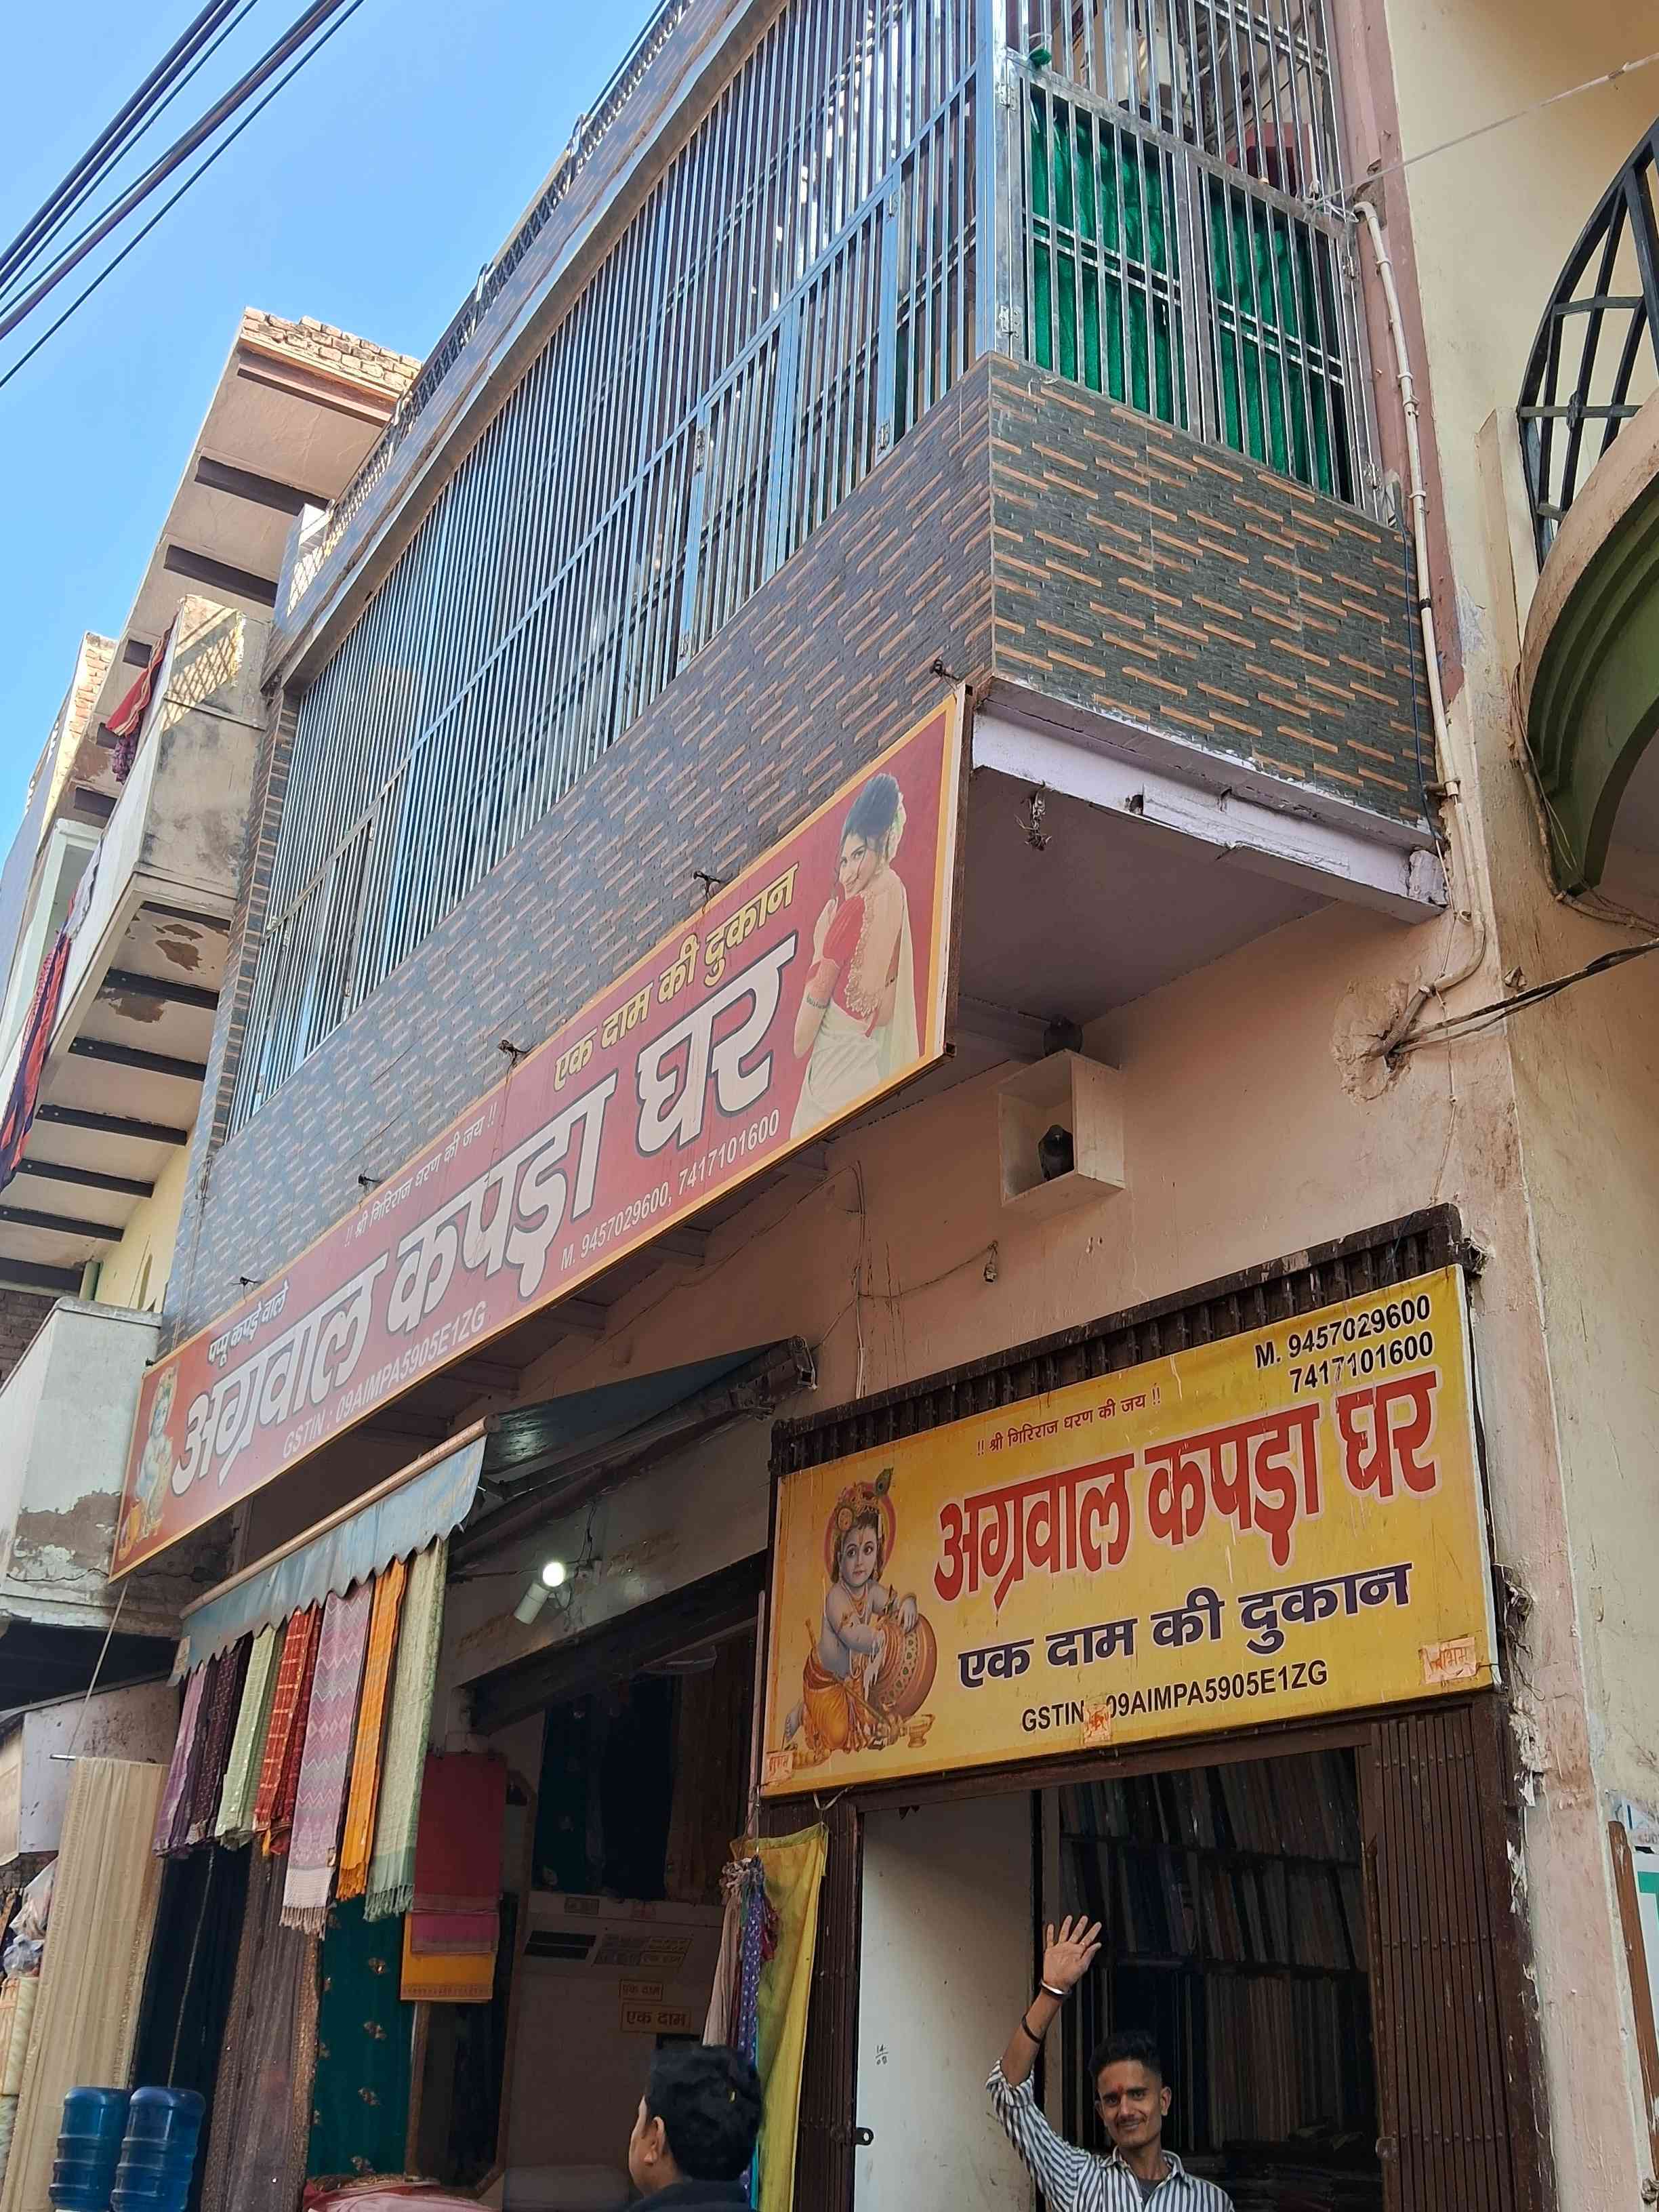 !! श्री गिरिराज धरण की जय !!
एक दाम की दुकान
पप्पू कपड़े वाले
अग्रवाल कपड़ा घर
GSTIN : 09AIMPA5905E1ZG
M. 9457029600, 7417101600
M. 9457029600
7417101600
!! श्री गिरिराज धरण की जय !!
अग्रवाल कपड़ा घर
एक दाम की दुकान
GSTIN 09AIMPA5905E1ZG
एक दाम
एक दाम